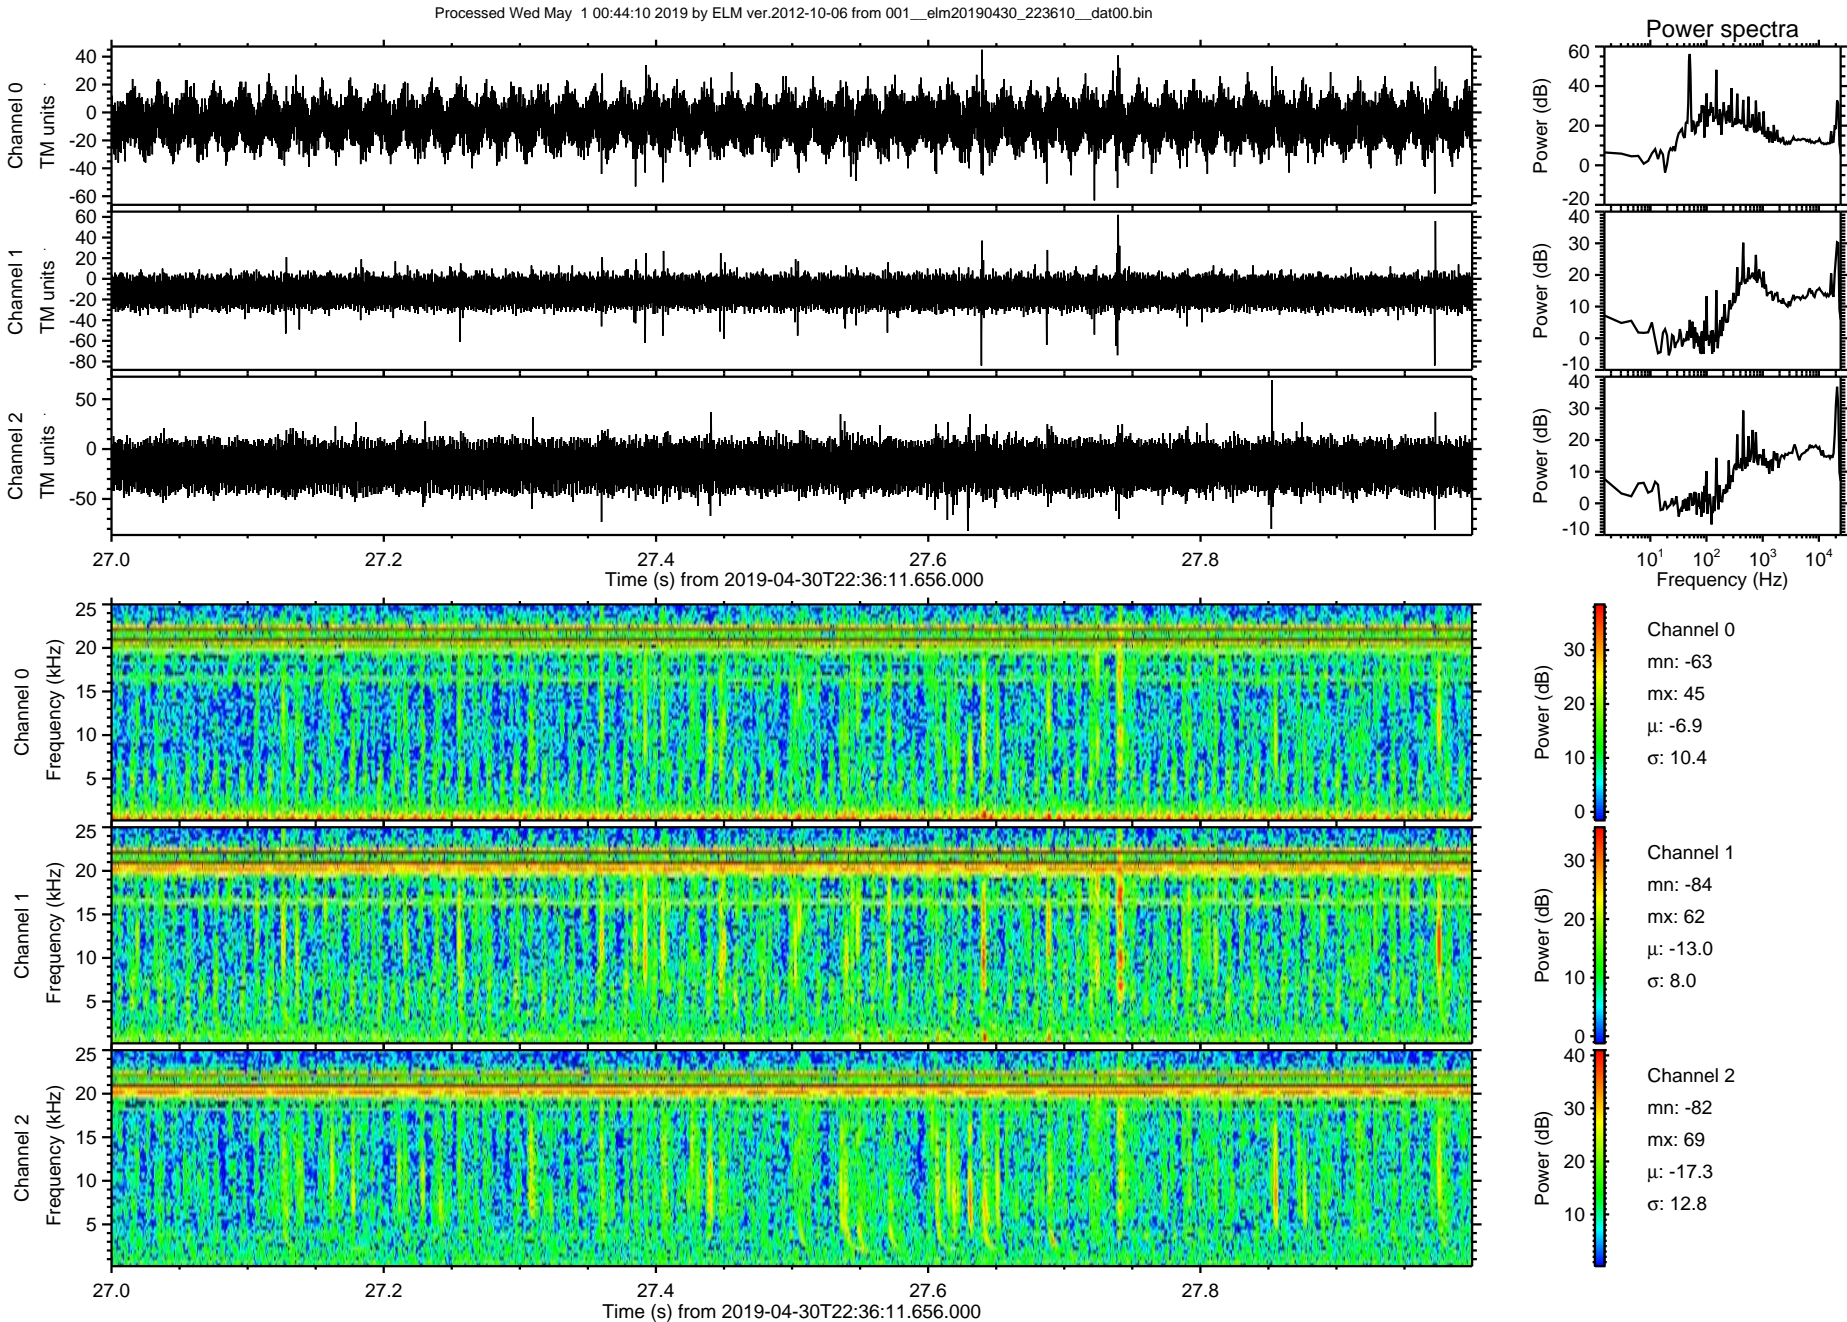 Processed Wed May  1 00:44:10 2019 by ELM ver.2012-10-06 from 001__elm20190430_223610__dat00.bin
Power spectra
Channel 0
TM units
40
20
0
-20
-40
-60
Power (dB)
60
40
20
0
-20
Channel 1
TM units
60
40
20
0
-20
-40
-60
-80
Power (dB)
40
30
20
10
0
-10
Channel 2
TM units
50
0
-50
Power (dB)
40
30
20
10
0
-10
27.0 27.2 27.4 27.6 27.8
Time (s) from 2019-04-30T22:36:11.656.000
10^1 10^2 10^3 10^4
Frequency (Hz)
Channel 0
Frequency (kHz)
25
20
15
10
5
Power (dB)
30
20
10
0
Channel 0
mn: -63
mx: 45
μ: -6.9
σ: 10.4
Channel 1
Frequency (kHz)
25
20
15
10
5
Power (dB)
30
20
10
0
Channel 1
mn: -84
mx: 62
μ: -13.0
σ: 8.0
Channel 2
Frequency (kHz)
25
20
15
10
5
Power (dB)
40
30
20
10
Channel 2
mn: -82
mx: 69
μ: -17.3
σ: 12.8
27.0 27.2 27.4 27.6 27.8
Time (s) from 2019-04-30T22:36:11.656.000